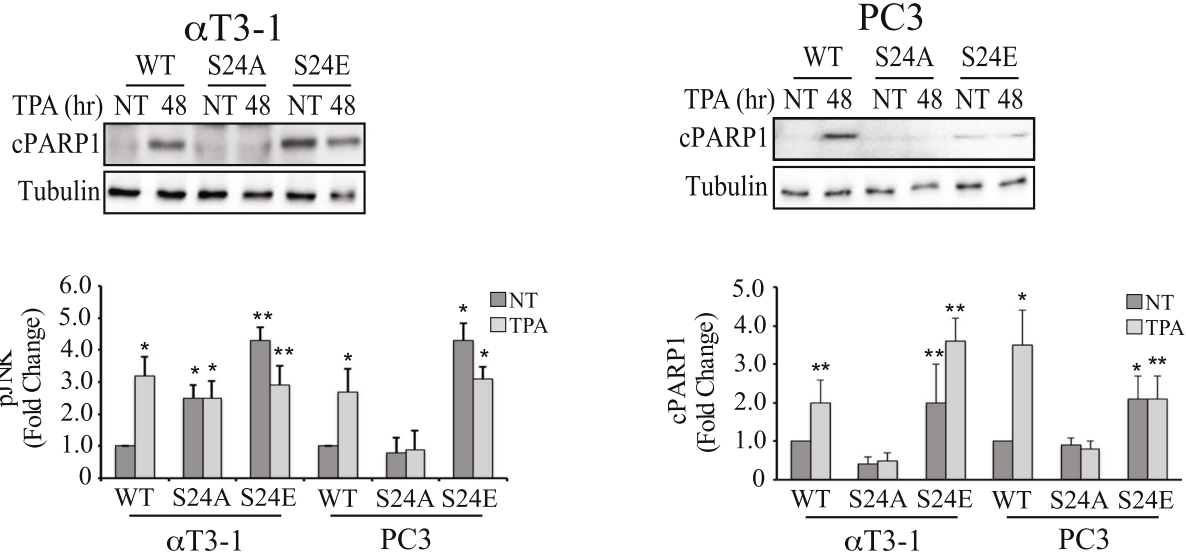 αT3-1
WT S24A S24E
TPA (hr) NT 48 NT 48 NT 48
cPARP1
Tubulin
PC3
WT S24A S24E
TPA (hr) NT 48 NT 48 NT 48
cPARP1
Tubulin
pJNK
(Fold Change)
6.0
5.0
4.0
3.0
2.0
1.0
0
* * * ** ** * * *
NT
TPA
WT S24A S24E WT S24A S24E
αT3-1 PC3
cPARP1
(Fold Change)
5.0
4.0
3.0
2.0
1.0
0
** ** ** * * **
NT
TPA
WT S24A S24E WT S24A S24E
αT3-1 PC3